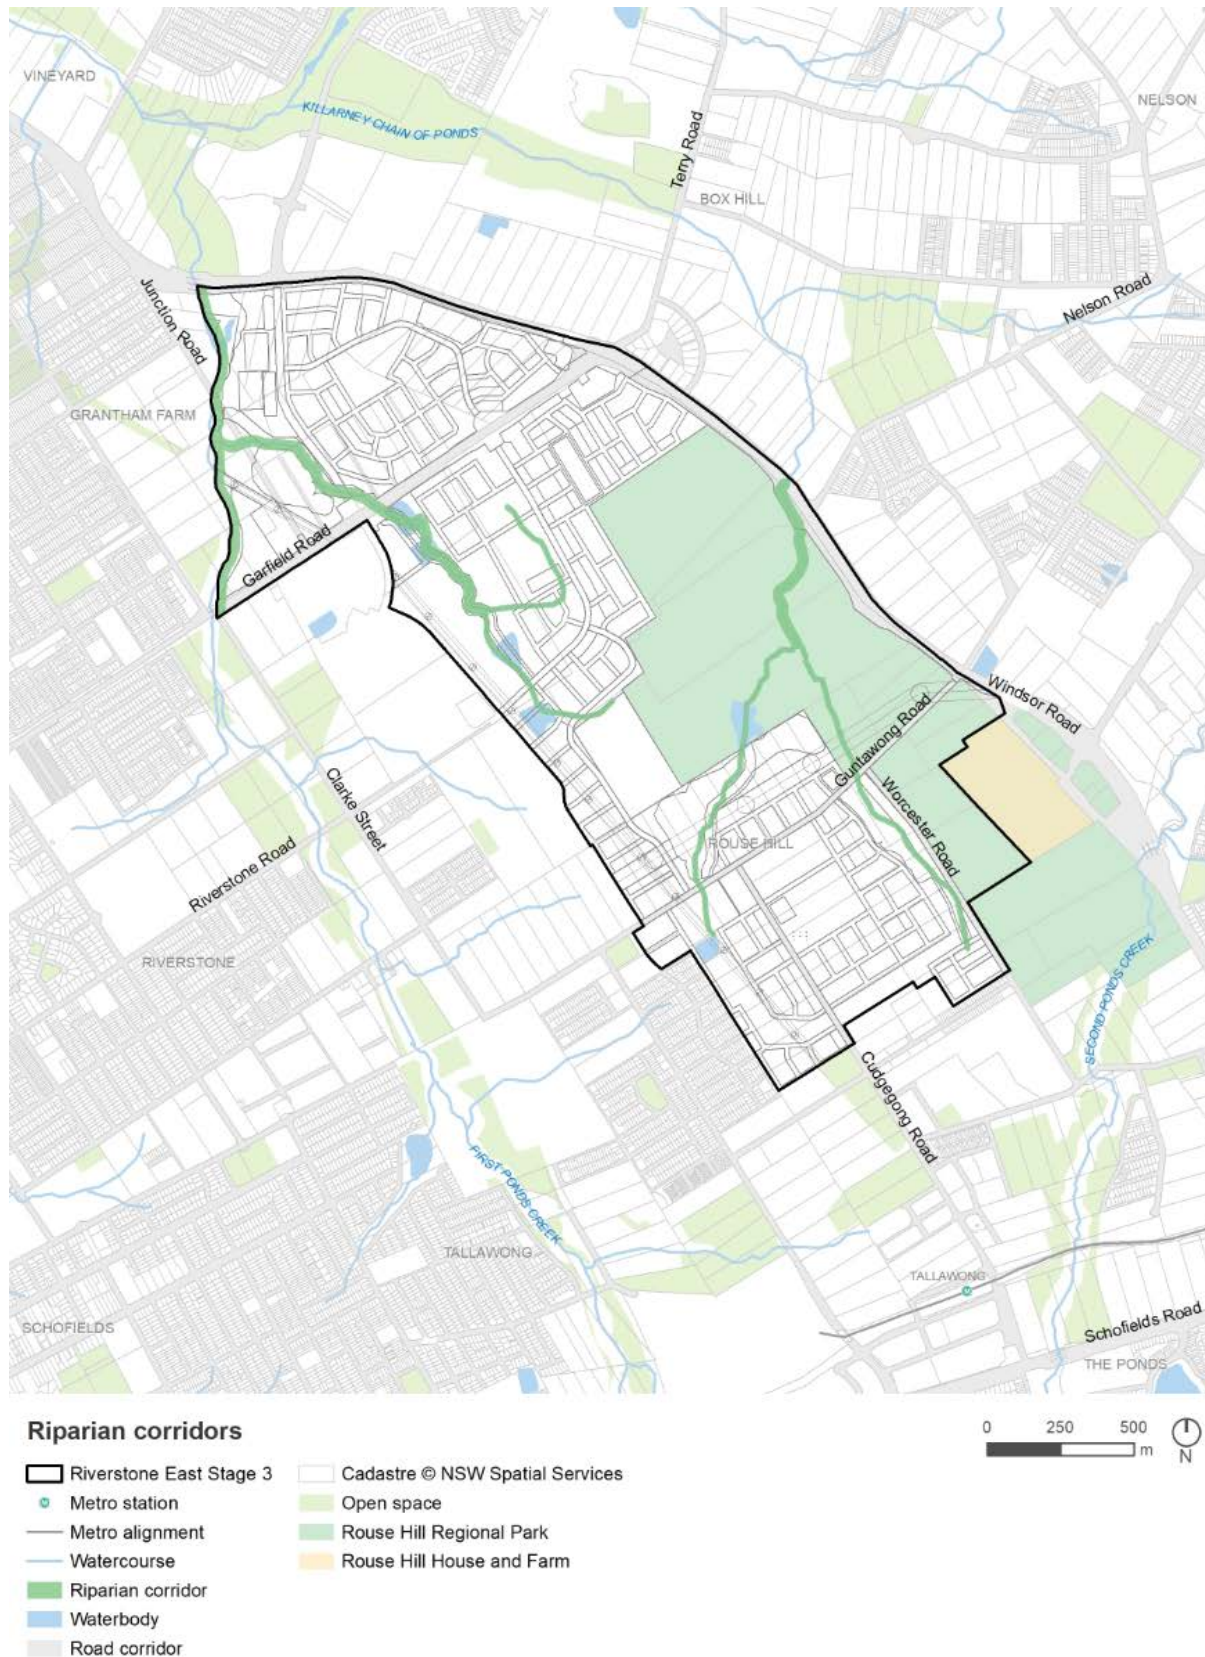 VINEYARD
NELSON
KILLARNEY CHAIN OF PONDS
Terry Road
BOX HILL
Junction Road
Nelson Road
GRANTHAM FARM
Garfield Road
Windsor Road
Guntawong Road
Clarke Street
Worcester Road
ROUSE HILL
Riverstone Road
RIVERSTONE
SECOND PONDS CREEK
Cudgegong Road
FIRST PONDS CREEK
TALLAWONG
TALLAWONG
SCHOFIELDS
Schofields Road
THE PONDS
Riparian corridors
0 250 500
m
N
Riverstone East Stage 3
Metro station
Metro alignment
Watercourse
Riparian corridor
Waterbody
Road corridor
Cadastre © NSW Spatial Services
Open space
Rouse Hill Regional Park
Rouse Hill House and Farm